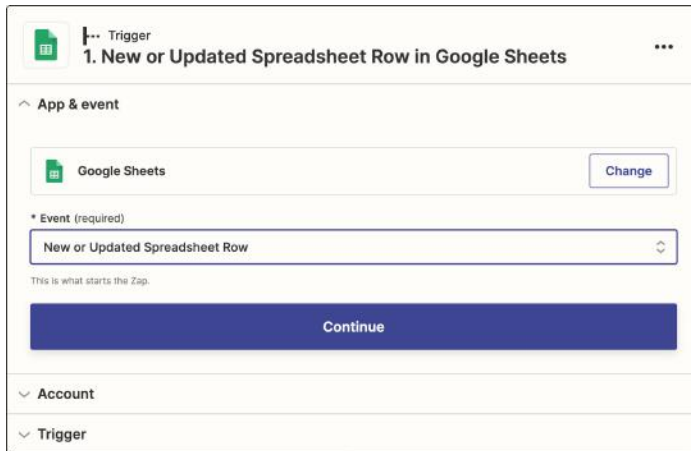 Trigger
1. New or Updated Spreadsheet Row in Google Sheets
App & event
Google Sheets
Change
* Event (required)
New or Updated Spreadsheet Row
This is what starts the Zap.
Continue
Account
Trigger